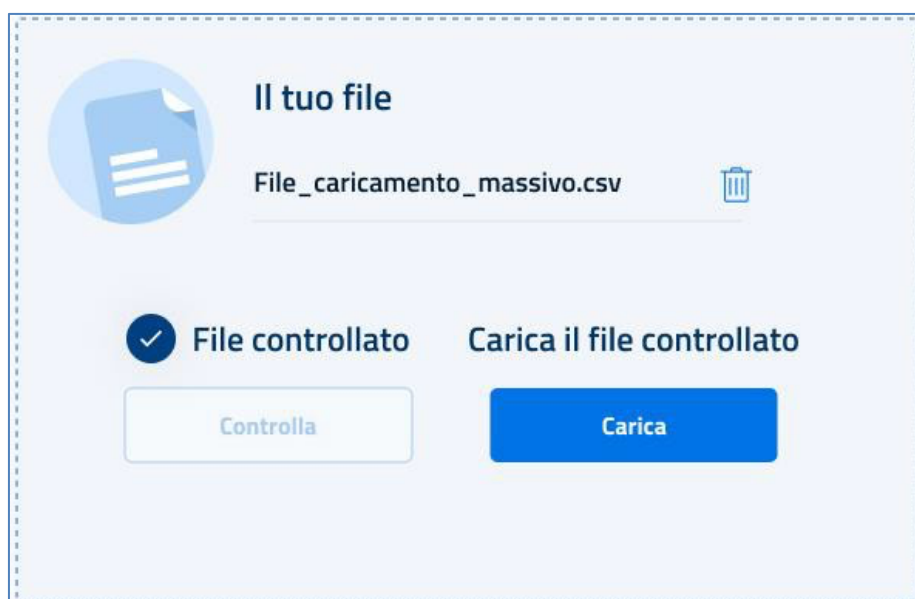 Il tuo file
File_caricamento_massivo.csv
File controllato
Carica il file controllato
Controlla
Carica